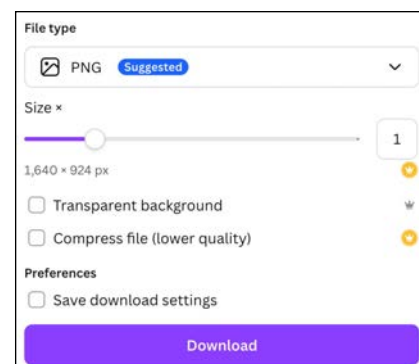 File type
PNG Suggested
Size ×
1
1,640 × 924 px
Transparent background
Compress file (lower quality)
Preferences
Save download settings
Download